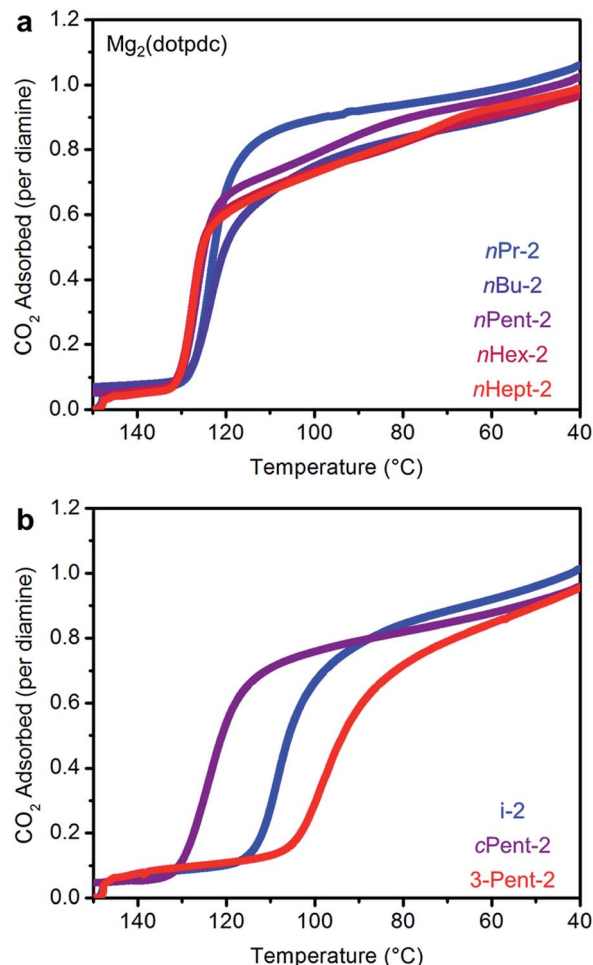 a
Mg2(dotpdc)
CO2 Adsorbed (per diamine)
1.2
1.0
0.8
0.6
0.4
0.2
0.0
nPr-2
nBu-2
nPent-2
nHex-2
nHept-2
140 120 100 80 60 40
Temperature (°C)
b
CO2 Adsorbed (per diamine)
1.2
1.0
0.8
0.6
0.4
0.2
0.0
i-2
cPent-2
3-Pent-2
140 120 100 80 60 40
Temperature (°C)